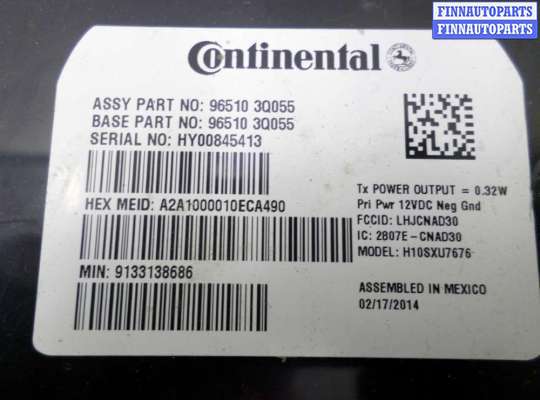 FINNAUTOPARTS
FINNAUTOPARTS
Continental
ASSY PART NO: 96510 3Q055
BASE PART NO: 96510 3Q055
SERIAL NO: HY00845413
HEX MEID: A2A1000010ECA490
MIN: 9133138686
Tx POWER OUTPUT = 0.32W
Pri Pwr 12VDC Neg Gnd
FCCID: LHJCNAD30
IC: 2807E-CNAD30
MODEL: H10SXU7676
ASSEMBLED IN MEXICO
02/17/2014